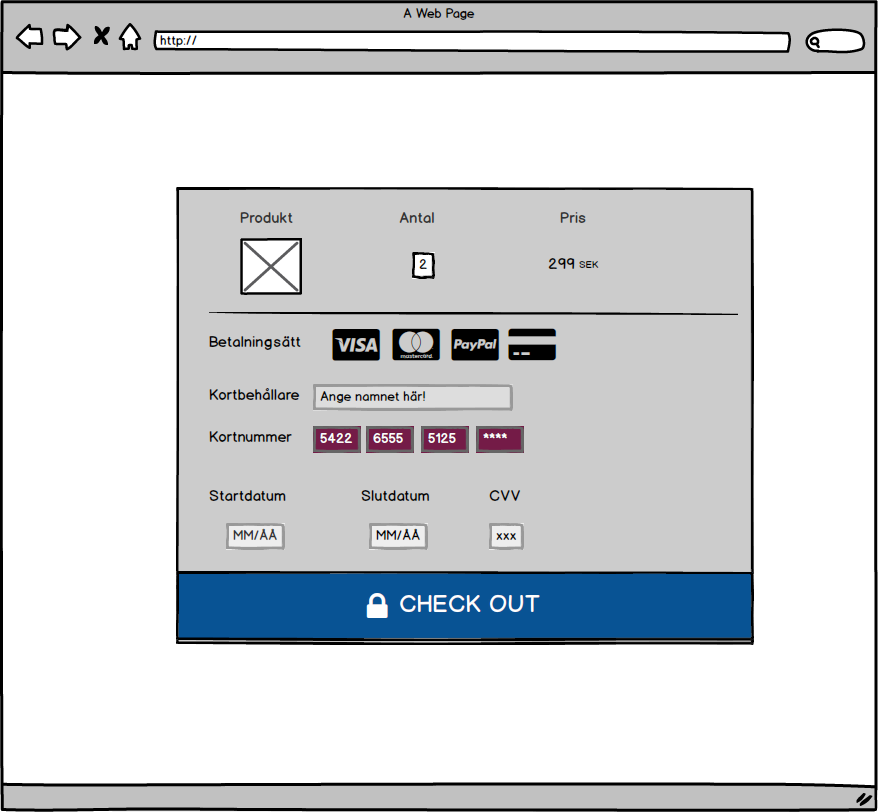 A Web Page
http://
Produkt Antal Pris
2 299 SEK
Betalningsätt VISA mastercard PayPal
Kortbehållare Ange namnet här!
Kortnummer 5422 6555 5125 ****
Startdatum Slutdatum CVV
MM/ÅÅ MM/ÅÅ xxx
CHECK OUT